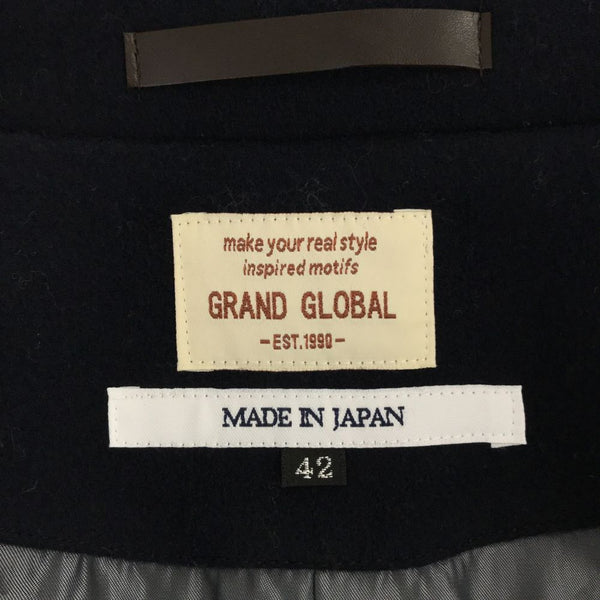 make your real style
inspired motifs
GRAND GLOBAL
-EST.1990-
MADE IN JAPAN
42